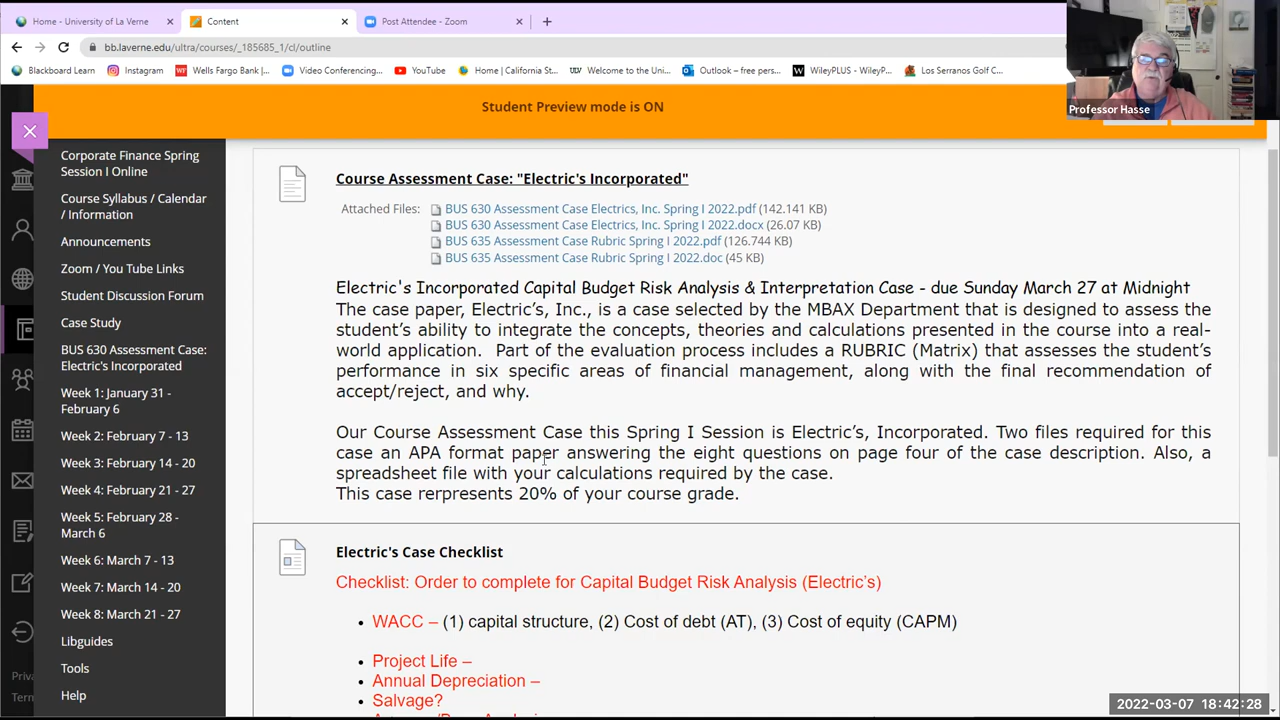 Home - University of La Verne
Content
Post Attendee - Zoom
bb.laverne.edu/ultra/courses/_185685_1/cl/outline
Blackboard Learn
Instagram
Wells Fargo Bank |...
Video Conferencing...
YouTube
Home | California St...
Welcome to the Uni...
Outlook – free pers...
WileyPLUS - WileyP...
Los Serranos Golf C...
Professor Hasse
Student Preview mode is ON
Corporate Finance Spring
Session I Online
Course Syllabus / Calendar
/ Information
Announcements
Zoom / You Tube Links
Student Discussion Forum
Case Study
BUS 630 Assessment Case:
Electric's Incorporated
Week 1: January 31 -
February 6
Week 2: February 7 - 13
Week 3: February 14 - 20
Week 4: February 21 - 27
Week 5: February 28 -
March 6
Week 6: March 7 - 13
Week 7: March 14 - 20
Week 8: March 21 - 27
Libguides
Tools
Help
Priva
Term
Course Assessment Case: "Electric's Incorporated"
Attached Files:
BUS 630 Assessment Case Electrics, Inc. Spring I 2022.pdf (142.141 KB)
BUS 630 Assessment Case Electrics, Inc. Spring I 2022.docx (26.07 KB)
BUS 635 Assessment Case Rubric Spring I 2022.pdf (126.744 KB)
BUS 635 Assessment Case Rubric Spring I 2022.doc (45 KB)
Electric's Incorporated Capital Budget Risk Analysis & Interpretation Case - due Sunday March 27 at Midnight
The case paper, Electric's, Inc., is a case selected by the MBAX Department that is designed to assess the
student's ability to integrate the concepts, theories and calculations presented in the course into a real-
world application. Part of the evaluation process includes a RUBRIC (Matrix) that assesses the student's
performance in six specific areas of financial management, along with the final recommendation of
accept/reject, and why.
Our Course Assessment Case this Spring I Session is Electric's, Incorporated. Two files required for this
case an APA format paper answering the eight questions on page four of the case description. Also, a
spreadsheet file with your calculations required by the case.
This case rerpresents 20% of your course grade.
Electric's Case Checklist
Checklist: Order to complete for Capital Budget Risk Analysis (Electric's)
WACC – (1) capital structure, (2) Cost of debt (AT), (3) Cost of equity (CAPM)
Project Life –
Annual Depreciation –
Salvage?
2022-03-07 18:42:28